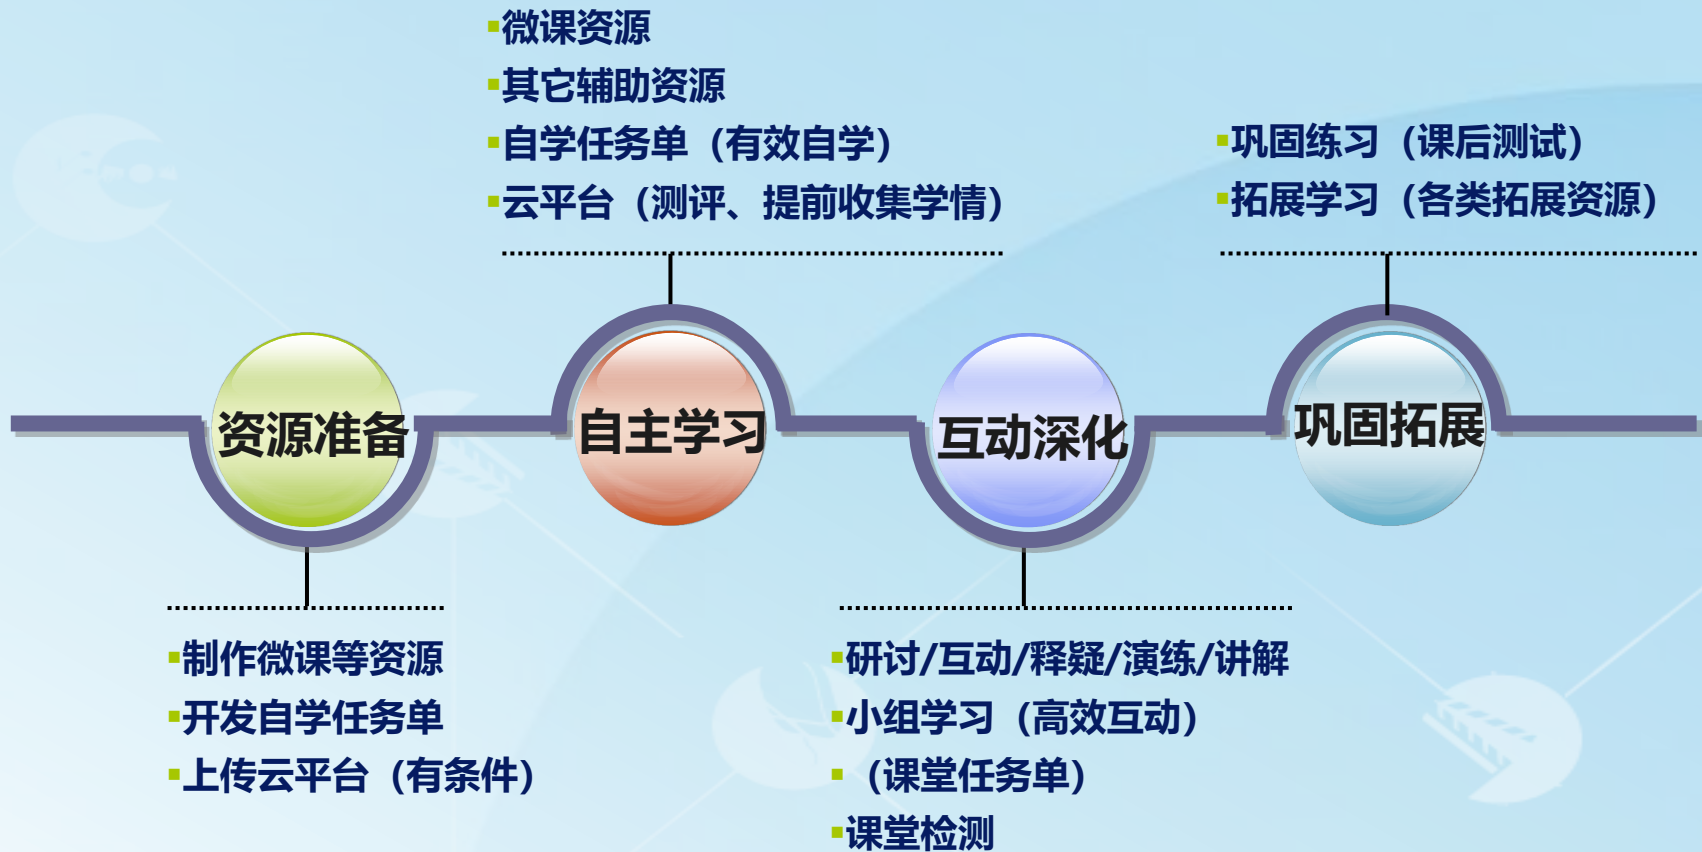 ▪微课资源
▪其它辅助资源
▪自学任务单（有效自学）
▪云平台（测评、提前收集学情）
▪巩固练习（课后测试）
▪拓展学习（各类拓展资源）
资源准备
自主学习
互动深化
巩固拓展
▪制作微课等资源
▪开发自学任务单
▪上传云平台（有条件）
▪研讨/互动/释疑/演练/讲解
▪小组学习（高效互动）
▪（课堂任务单）
▪课堂检测